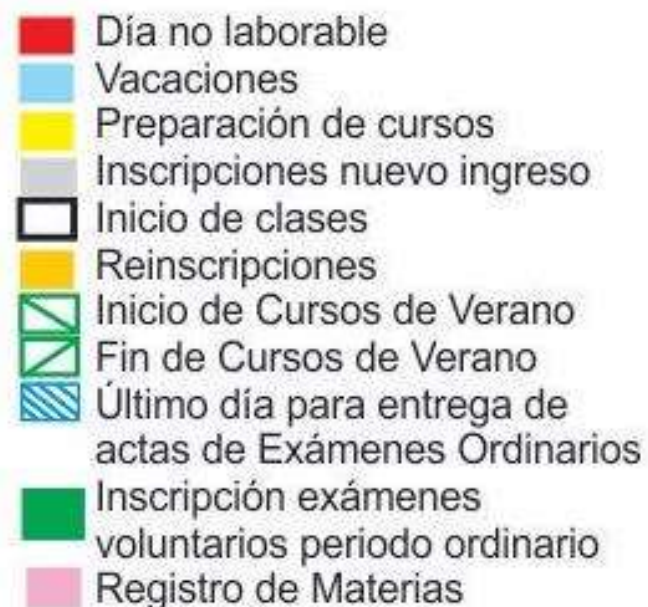 Día no laborable
Vacaciones
Preparación de cursos
Inscripciones nuevo ingreso
Inicio de clases
Reinscripciones
Inicio de Cursos de Verano
Fin de Cursos de Verano
Último día para entrega de
actas de Exámenes Ordinarios
Inscripción exámenes
voluntarios periodo ordinario
Registro de Materias